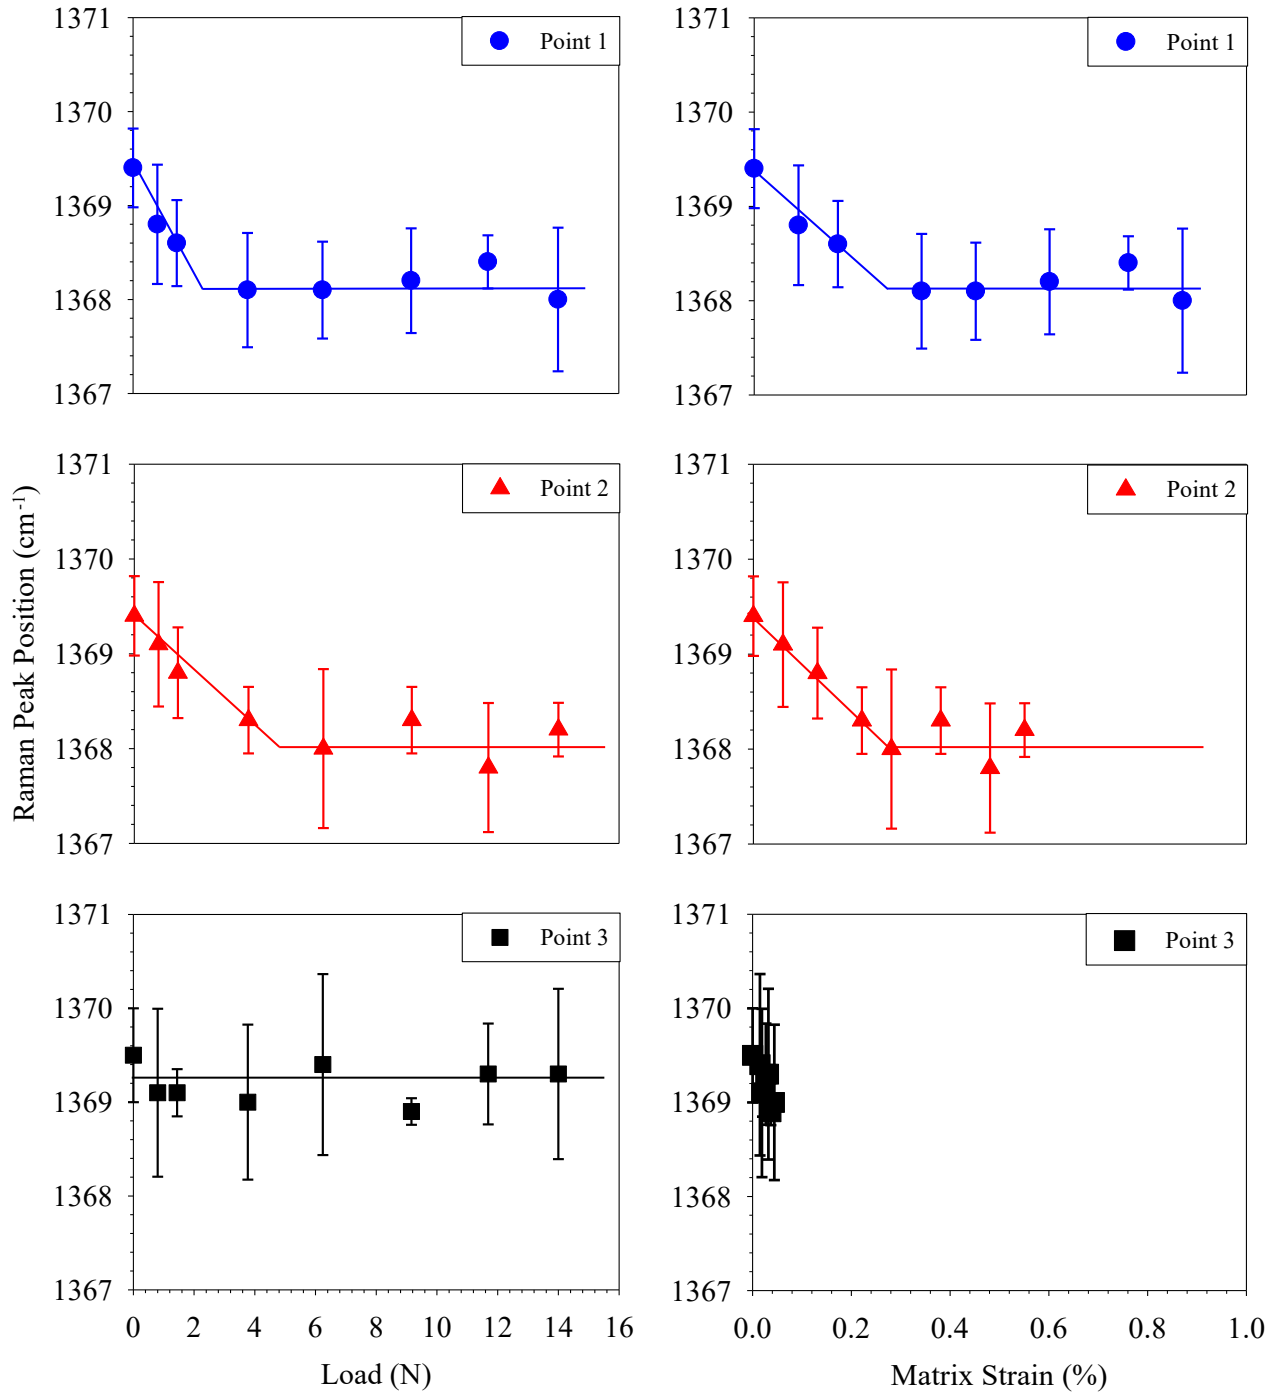 1371
1370
1369
1368
1367
Point 1
1371
1370
1369
1368
1367
Point 1
1371
1370
1369
1368
1367
Point 2
1371
1370
1369
1368
1367
Point 2
Raman Peak Position (cm⁻¹)
1371
1370
1369
1368
1367
Point 3
0 2 4 6 8 10 12 14 16
Load (N)
1371
1370
1369
1368
1367
Point 3
0.0 0.2 0.4 0.6 0.8 1.0
Matrix Strain (%)